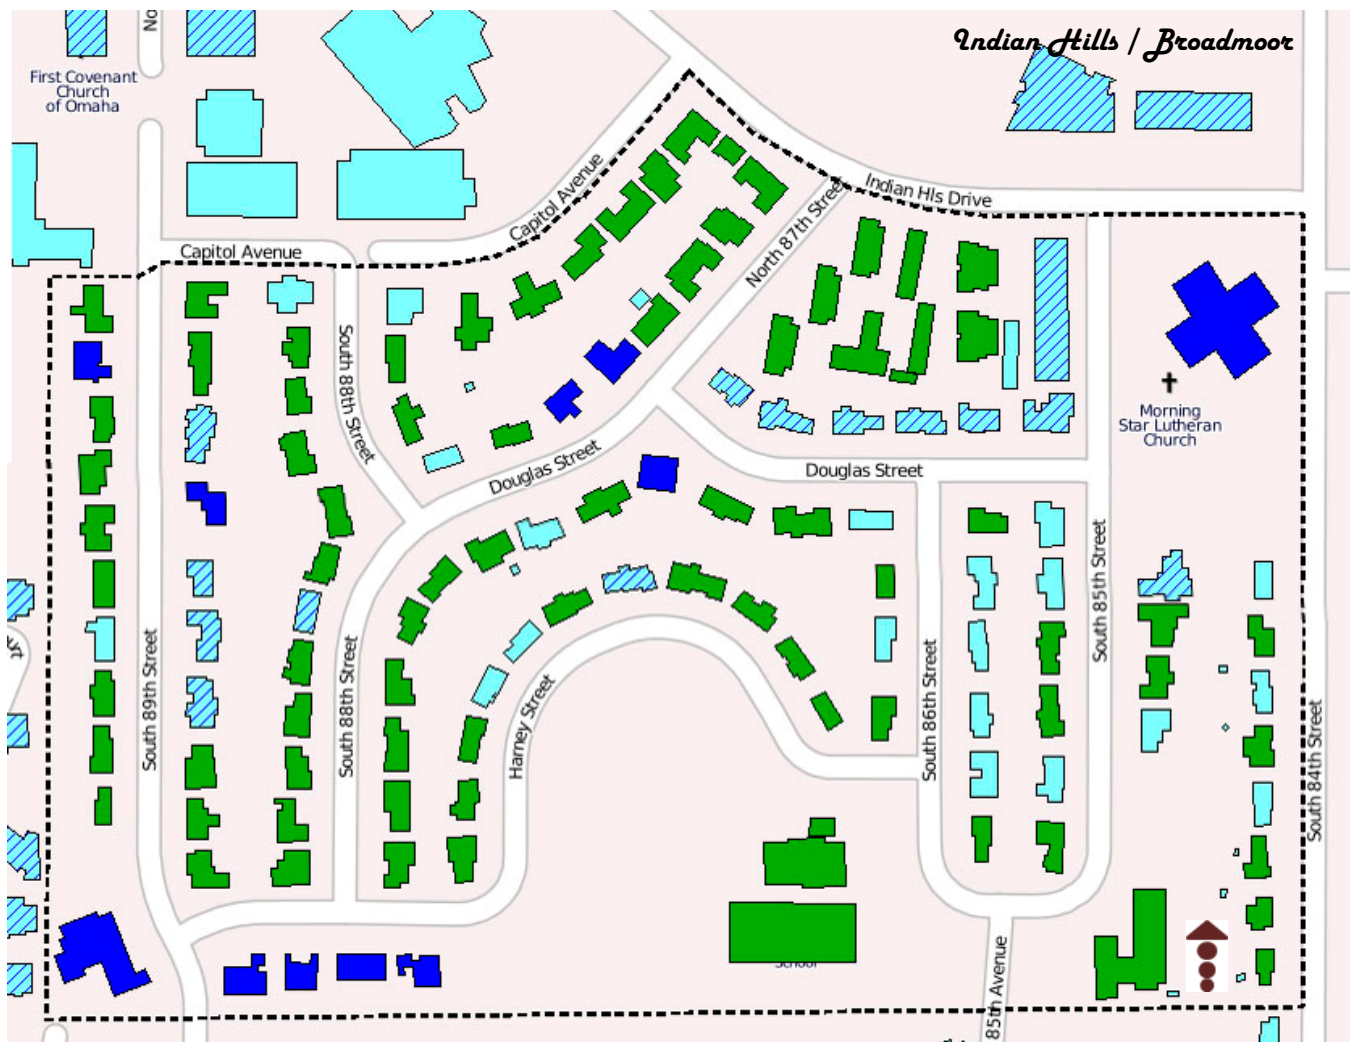 No
Indian Hills / Broadmoor
First Covenant
Church
of Omaha
Capitol Avenue
Indian Hls Drive
Capitol Avenue
North 87th Street
South 88th Street
Morning
Star Lutheran
Church
Douglas Street
Douglas Street
South 85th Street
South 89th Street
South 88th Street
Harney Street
South 86th Street
South 84th Street
School
85th Avenue